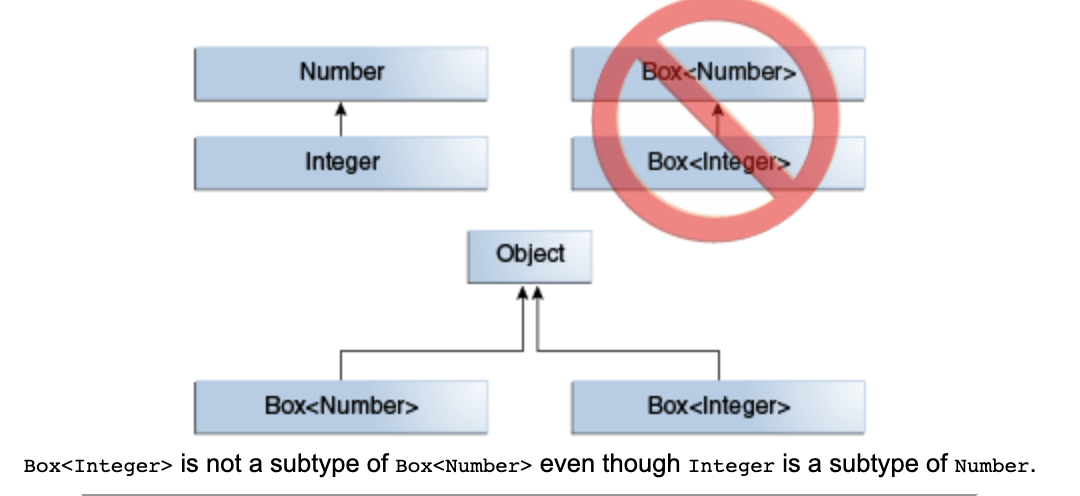 Number
Box<Number>
Integer
Box<Integer>
Object
Box<Number>
Box<Integer>
Box<Integer> is not a subtype of Box<Number> even though Integer is a subtype of Number.